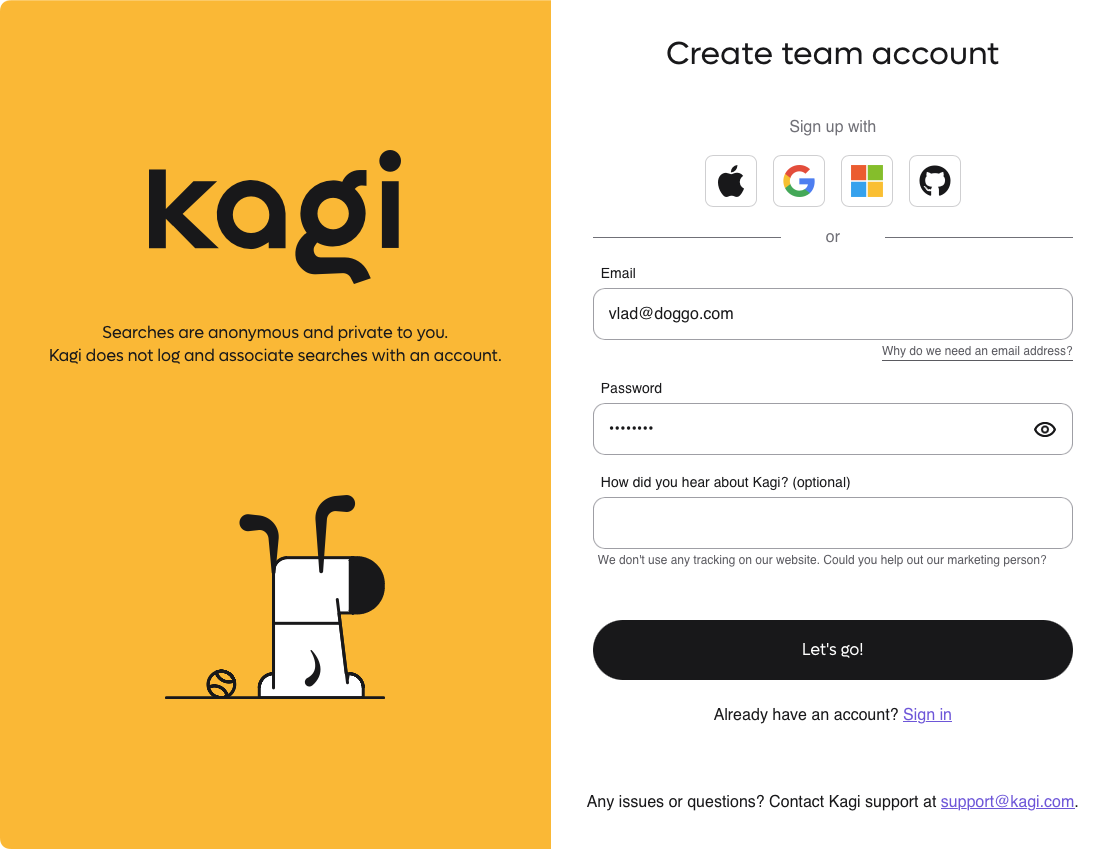 kagi
Searches are anonymous and private to you.
Kagi does not log and associate searches with an account.
Create team account
Sign up with
or
Email
vlad@doggo.com
Why do we need an email address?
Password
••••••••
How did you hear about Kagi? (optional)
We don't use any tracking on our website. Could you help out our marketing person?
Let's go!
Already have an account? Sign in
Any issues or questions? Contact Kagi support at support@kagi.com.